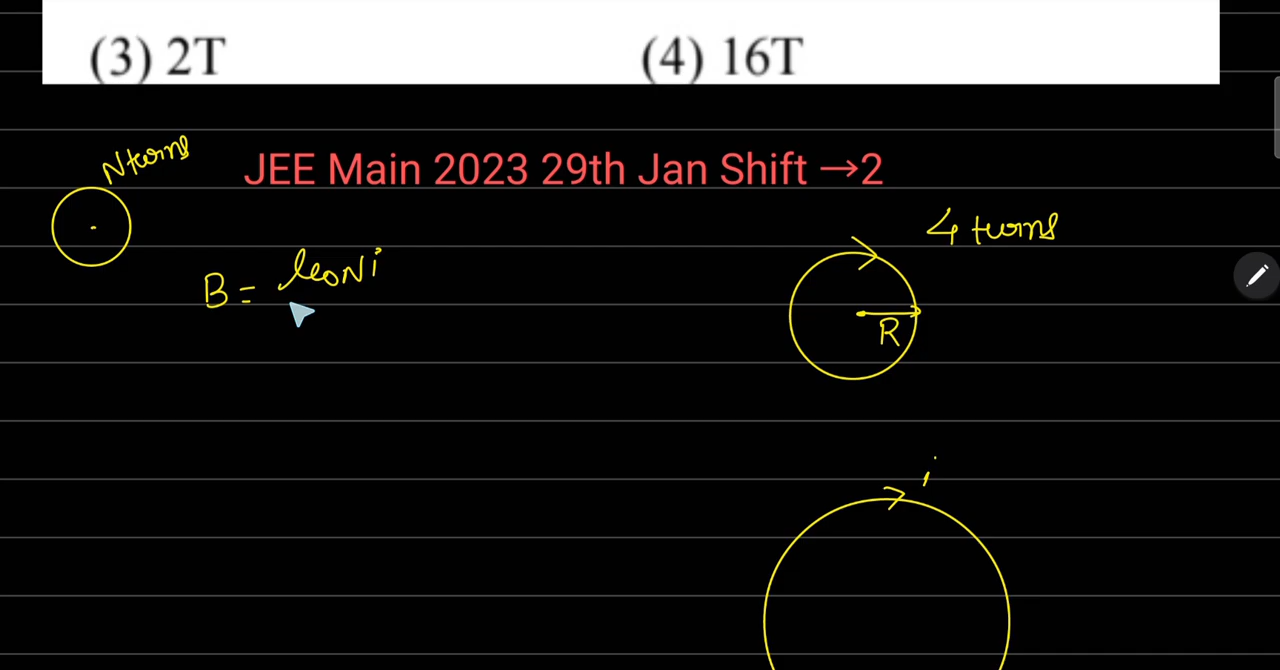 (3) 2T (4) 16T
N turns
JEE Main 2023 29th Jan Shift →2
4 turns
B = μ₀Ni
R
i